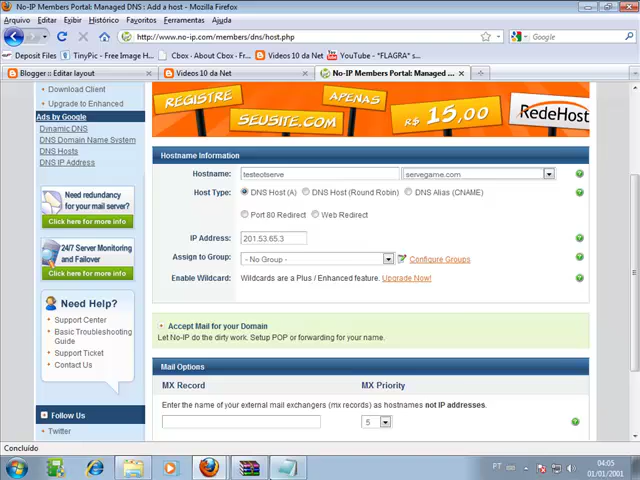 No-IP Members Portal: Managed DNS : Add a host - Mozilla Firefox
Arquivo Editar Exibir Histórico Favoritos Ferramentas Ajuda
http://www.no-ip.com/members/dns/host.php
Google
Deposit Files TinyPic - Free Image H... Cbox · About Cbox · Fr... Videos 10 da Net YouTube - "FLAGRA" ...
Blogger :: Editar layout Videos 10 da Net No-IP Members Portal: Managed ...
Download Client
Upgrade to Enhanced
Ads by Google
Dynamic DNS
DNS Domain Name System
DNS Hosts
DNS IP Address
Need redundancy
for your mail server?
Click here for more info
24/7 Server Monitoring
and Failover
Click here for more info
Need Help?
Support Center
Basic Troubleshooting
Guide
Support Ticket
Contact Us
Follow Us
Twitter
REGISTRE
SEUSITE.COM
APENAS
R$ 15,00
RedeHost
Hostname Information
Hostname: testeotserve servegame.com
Host Type: DNS Host (A) DNS Host (Round Robin) DNS Alias (CNAME)
Port 80 Redirect Web Redirect
IP Address: 201.53.65.3
Assign to Group: - No Group - Configure Groups
Enable Wildcard: Wildcards are a Plus / Enhanced feature. Upgrade Now!
Accept Mail for your Domain
Let No-IP do the dirty work. Setup POP or forwarding for your name.
Mail Options
MX Record MX Priority
Enter the name of your external mail exchangers (mx records) as hostnames not IP addresses.
5
Concluído
PT
04:05
01/01/2001